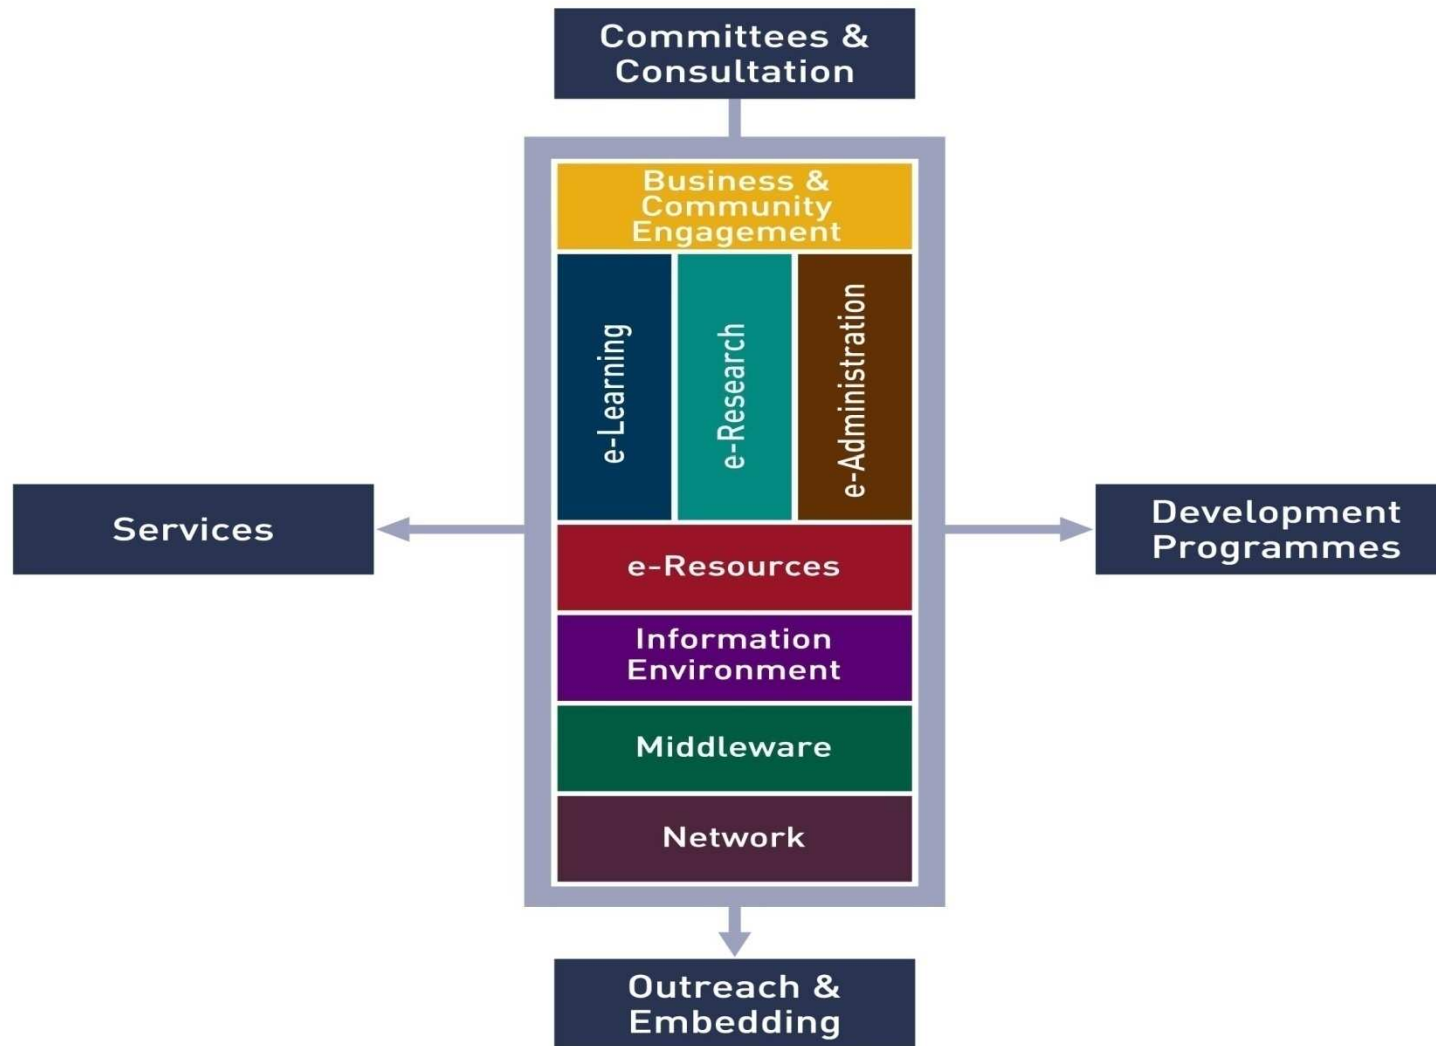 Committees &
Consultation
Business &
Community
Engagement
e-Learning
e-Research
e-Administration
Services
Development
Programmes
e-Resources
Information
Environment
Middleware
Network
Outreach &
Embedding